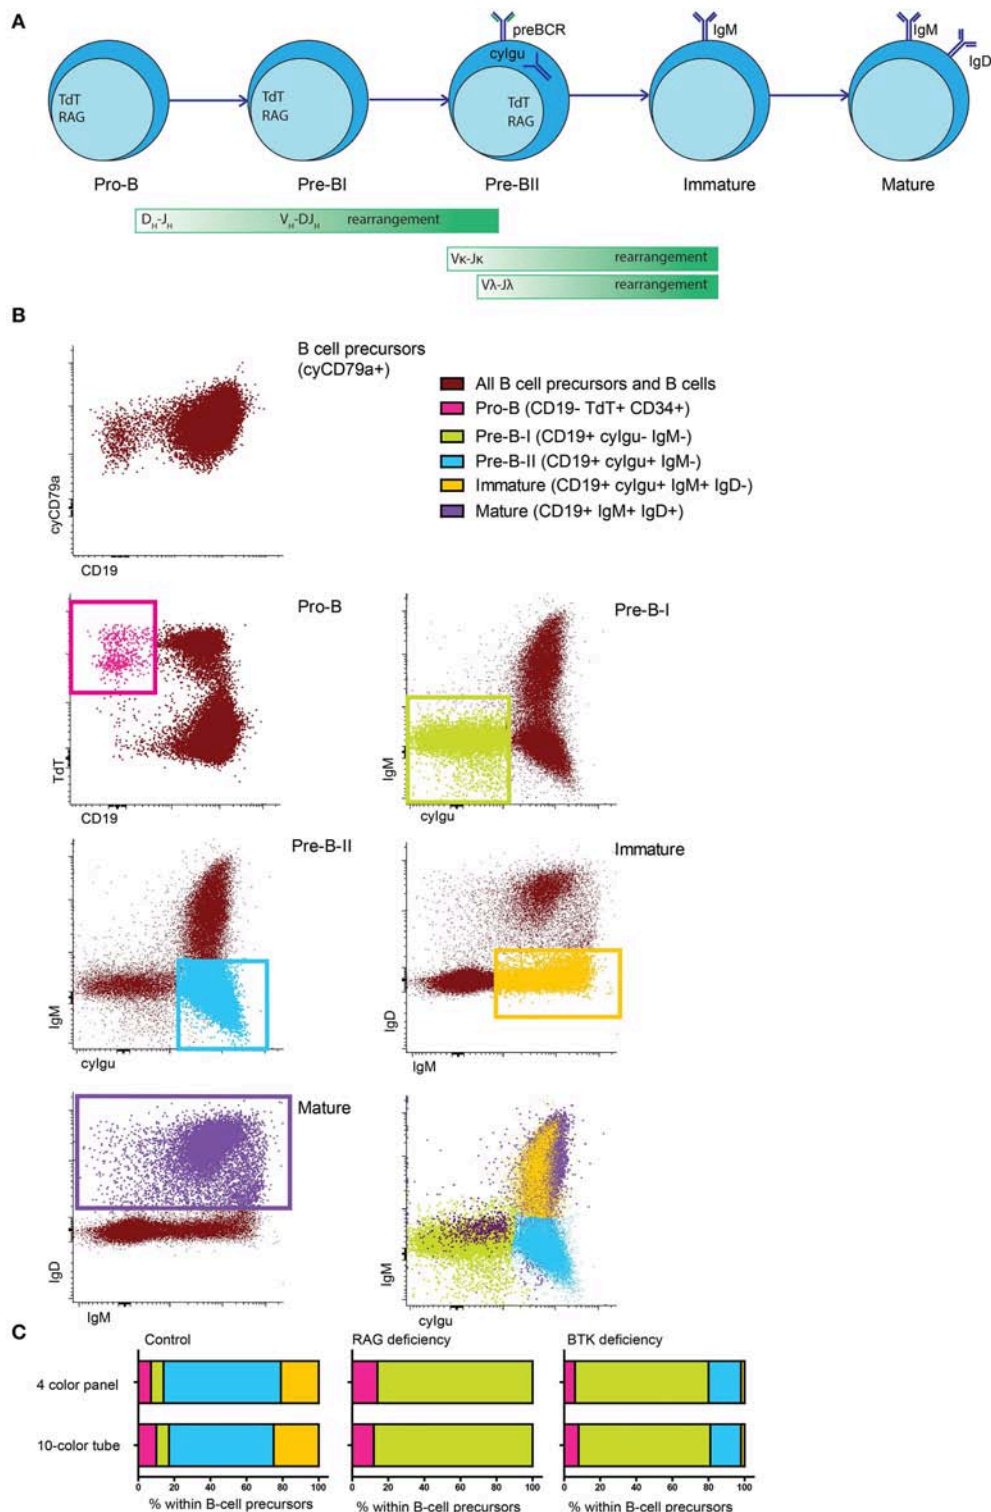 A
preBCR
cyIgu
IgM
IgM
IgD
TdT
RAG
TdT
RAG
TdT
RAG
Pro-B
Pre-BI
Pre-BII
Immature
Mature
DH-JH
VH-DJH
rearrangement
Vκ-Jκ
rearrangement
Vλ-Jλ
rearrangement
B
B cell precursors
(cyCD79a+)
cyCD79a
CD19
All B cell precursors and B cells
Pro-B (CD19- TdT+ CD34+)
Pre-B-I (CD19+ cyIgu- IgM-)
Pre-B-II (CD19+ cyIgu+ IgM-)
Immature (CD19+ cyIgu+ IgM+ IgD-)
Mature (CD19+ IgM+ IgD+)
Pro-B
TdT
CD19
Pre-B-I
IgM
cyIgu
Pre-B-II
IgM
cyIgu
Immature
IgD
IgM
Mature
IgD
IgM
IgM
cyIgu
C
Control
RAG deficiency
BTK deficiency
4 color panel
10-color tube
0 20 40 60 80 100
0 20 40 60 80 100
0 20 40 60 80 100
% within B-cell precursors
% within B-cell precursors
% within B-cell precursors